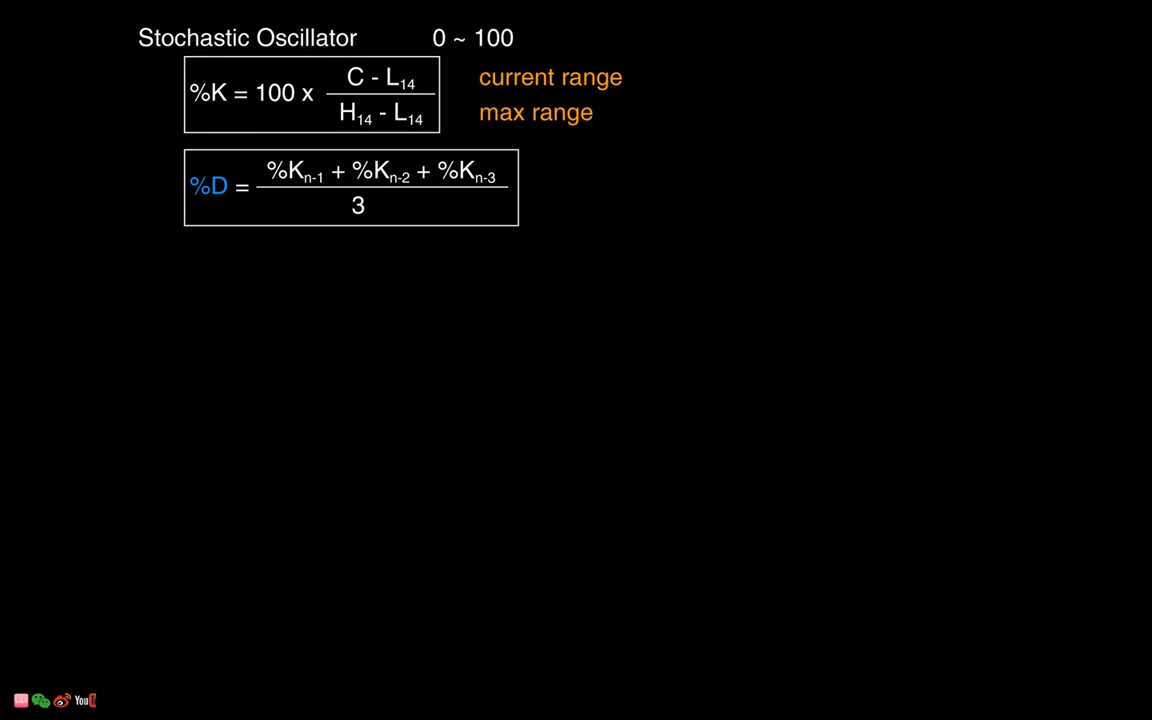 Stochastic Oscillator 0 ~ 100
%K = 100 x (C - L₁₄) / (H₁₄ - L₁₄)
current range
max range
%D = (%Kₙ₋₁ + %Kₙ₋₂ + %Kₙ₋₃) / 3
You